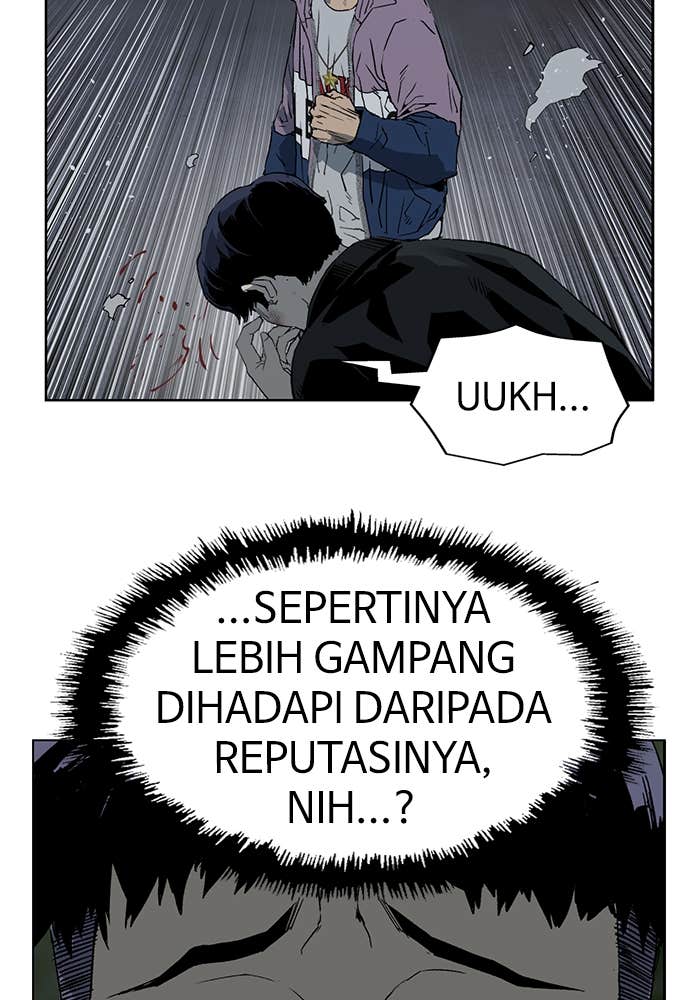 UUKH...
...SEPERTINYA
LEBIH GAMPANG
DIHADAPI DARIPADA
REPUTASINYA,
NIH...?